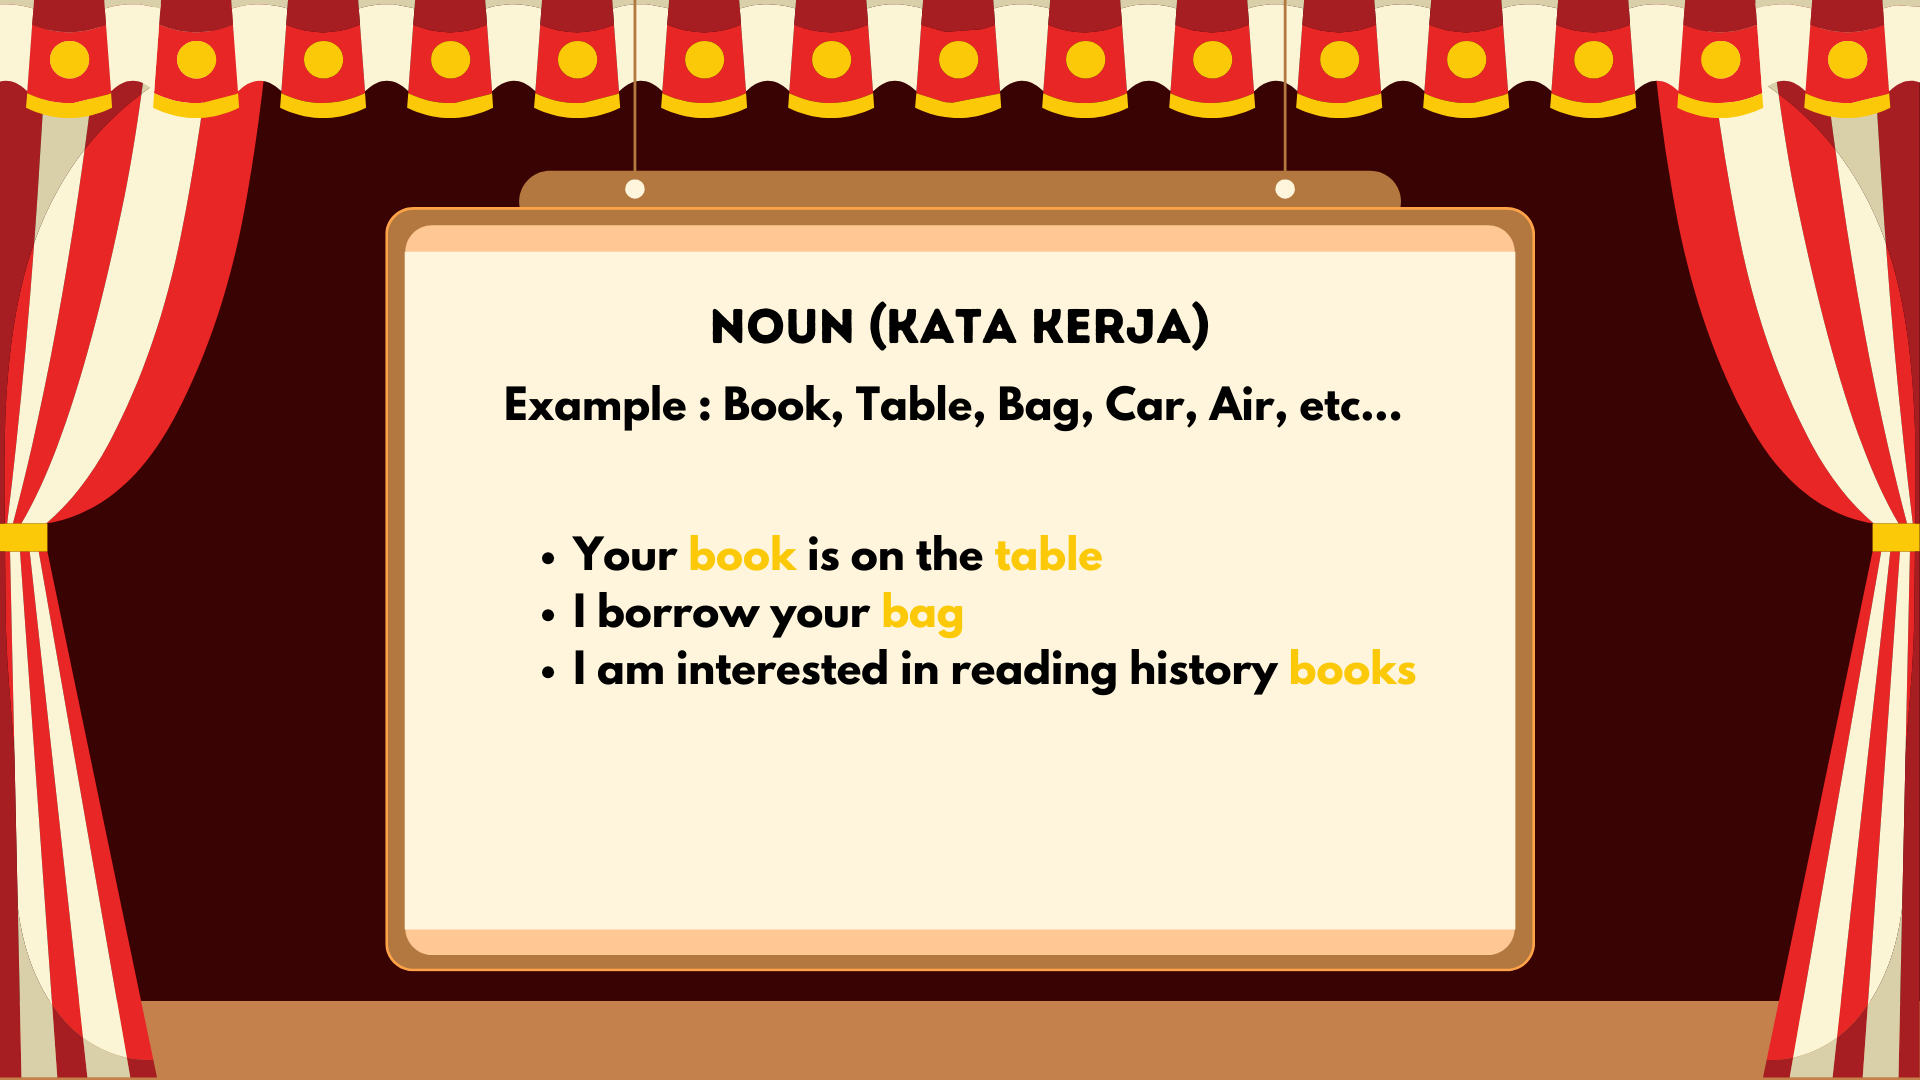 NOUN (KATA KERJA)
Example : Book, Table, Bag, Car, Air, etc...
• Your book is on the table
• I borrow your bag
• I am interested in reading history books